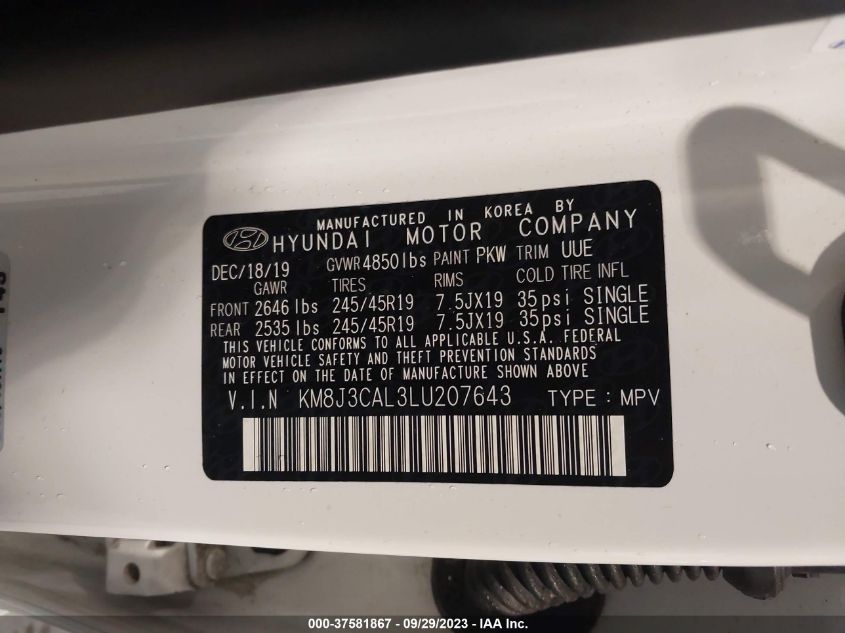 MANUFACTURED IN KOREA BY
HYUNDAI MOTOR COMPANY
DEC/18/19 GVWR 4850lbs PAINT PKW TRIM UUE
GAWR TIRES RIMS COLD TIRE INFL
FRONT 2646 lbs 245/45R19 7.5JX19 35psi SINGLE
REAR 2535 lbs 245/45R19 7.5JX19 35psi SINGLE
THIS VEHICLE CONFORMS TO ALL APPLICABLE U.S.A. FEDERAL
MOTOR VEHICLE SAFETY AND THEFT PREVENTION STANDARDS
IN EFFECT ON THE DATE OF MANUFACTURE SHOWN ABOVE
V.I.N KM8J3CAL3LU207643 TYPE : MPV
000-37581867 - 09/29/2023 - IAA Inc.